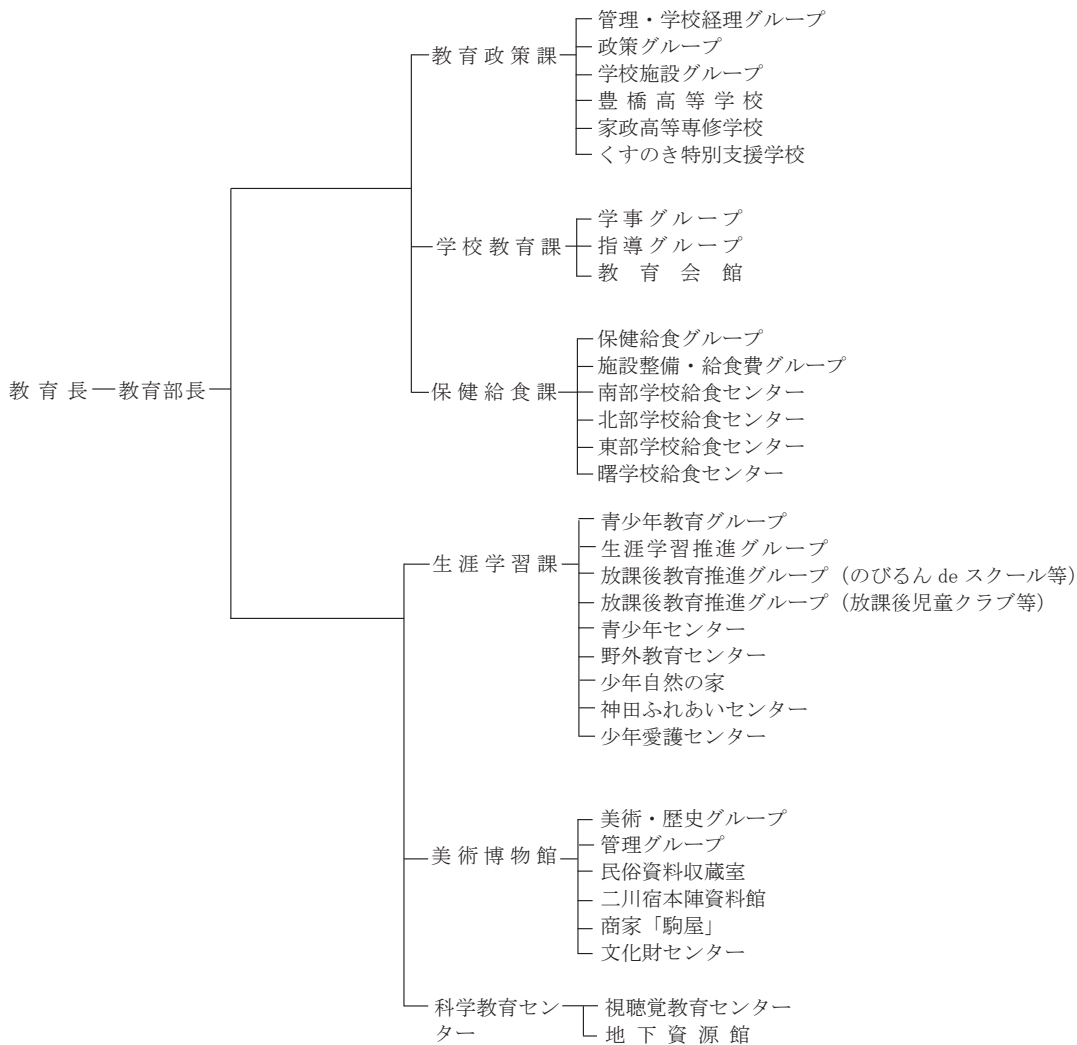 教育長
教育部長
教育政策課
管理・学校経理グループ
政策グループ
学校施設グループ
豊橋高等学校
家政高等専修学校
くすのき特別支援学校
学校教育課
学事グループ
指導グループ
教育会館
保健給食課
保健給食グループ
施設整備・給食費グループ
南部学校給食センター
北部学校給食センター
東部学校給食センター
曙学校給食センター
生涯学習課
青少年教育グループ
生涯学習推進グループ
放課後教育推進グループ（のびるん de スクール等）
放課後教育推進グループ（放課後児童クラブ等）
青少年センター
野外教育センター
少年自然の家
神田ふれあいセンター
少年愛護センター
美術博物館
美術・歴史グループ
管理グループ
民俗資料収蔵室
二川宿本陣資料館
商家「駒屋」
文化財センター
科学教育セン
ター
視聴覚教育センター
地下資源館